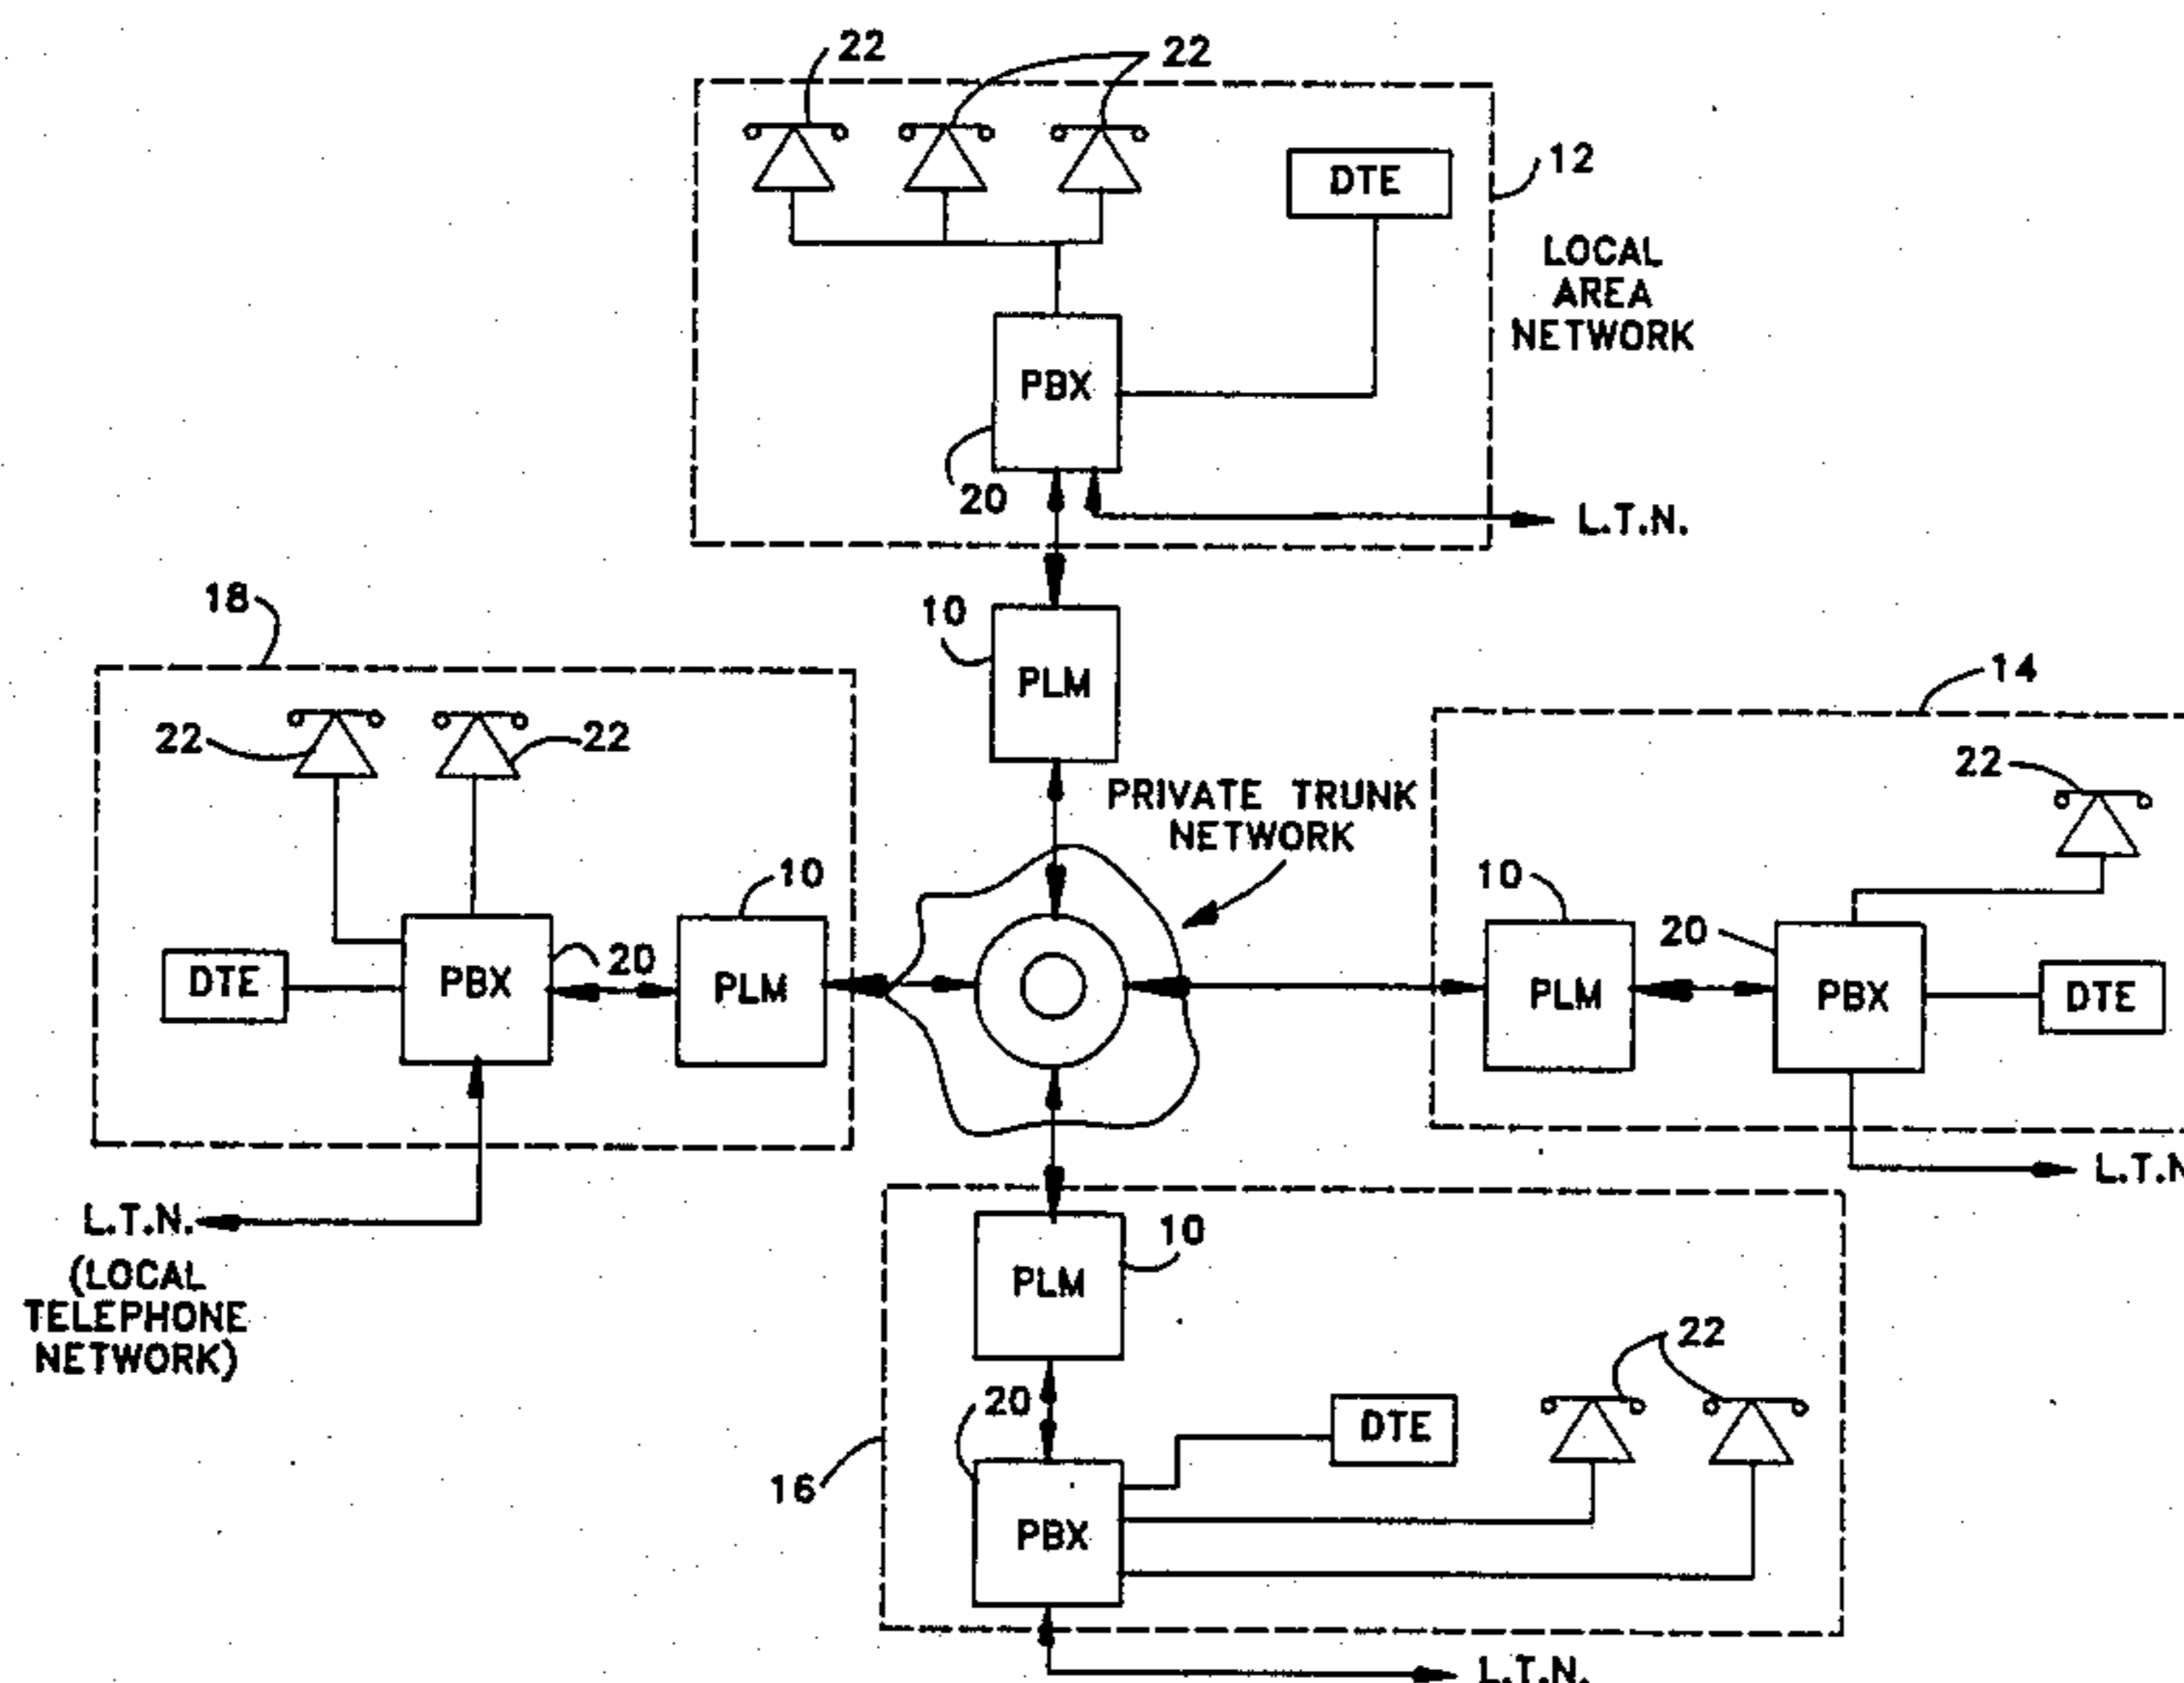 22
22
DTE
12
LOCAL
AREA
NETWORK
PBX
20
L.T.N.
18
10
PLM
14
22
22
22
PRIVATE TRUNK
NETWORK
10
10
20
DTE
PBX
20
PLM
PLM
PBX
DTE
L.T.N
L.T.N.
(LOCAL
TELEPHONE
NETWORK)
PLM
10
22
20
DTE
16
PBX
L.T.N.